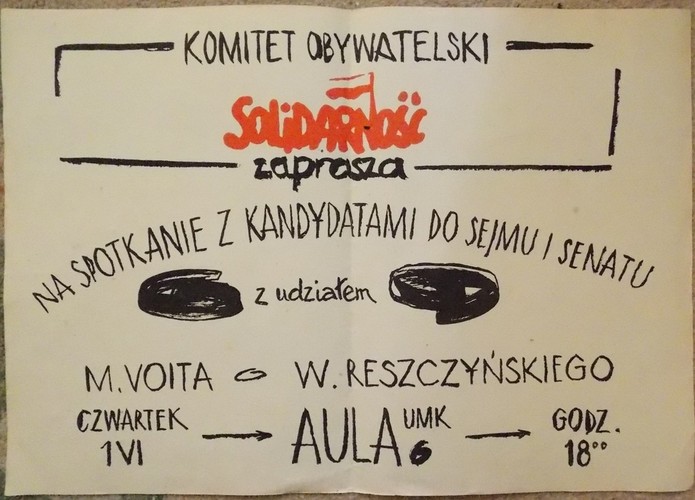 KOMITET OBYWATELSKI
SOLiDARNOŚĆ
zaprasza
NA SPOTKANIE Z KANDYDATAMI DO SEJMU I SENATU
z udziałem
M. VOITA W. RESZCZYŃSKIEGO
CZWARTEK 1 VI AULA UMK GODZ. 18⁰⁰